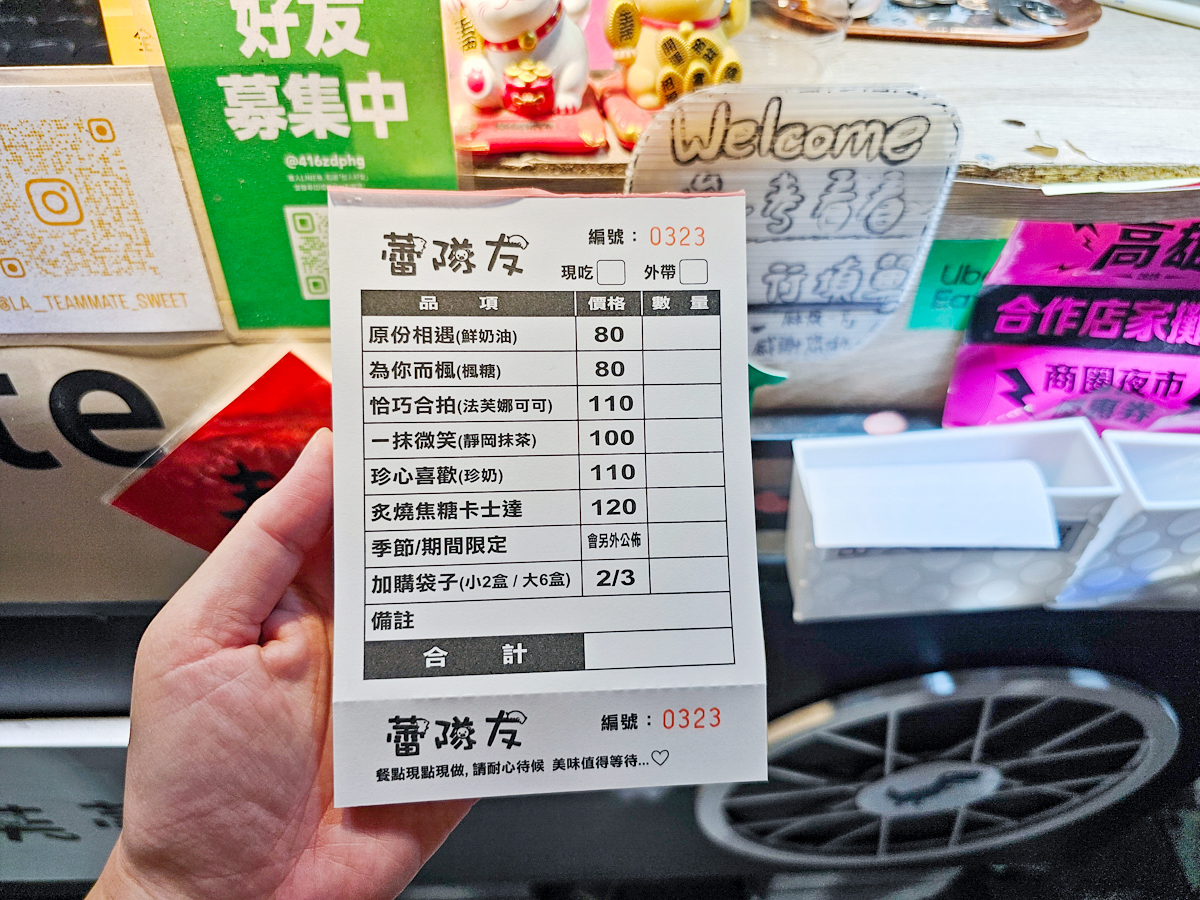 好友
募集中
@416zdphg
@LA_TEAMMATE_SWEET
Welcome
Uber
Eats
高雄
合作店家
商圈夜市
te
蕾隊友
編號：0323
現吃 外帶
品項 價格 數量
原份相遇(鮮奶油) 80
為你而楓(楓糖) 80
恰巧合拍(法芙娜可可) 110
一抹微笑(靜岡抹茶) 100
珍心喜歡(珍奶) 110
炙燒焦糖卡士達 120
季節/期間限定 會另外公佈
加購袋子(小2盒 / 大6盒) 2/3
備註
合計
蕾隊友
編號：0323
餐點現點現做, 請耐心待候 美味值得等待...♡